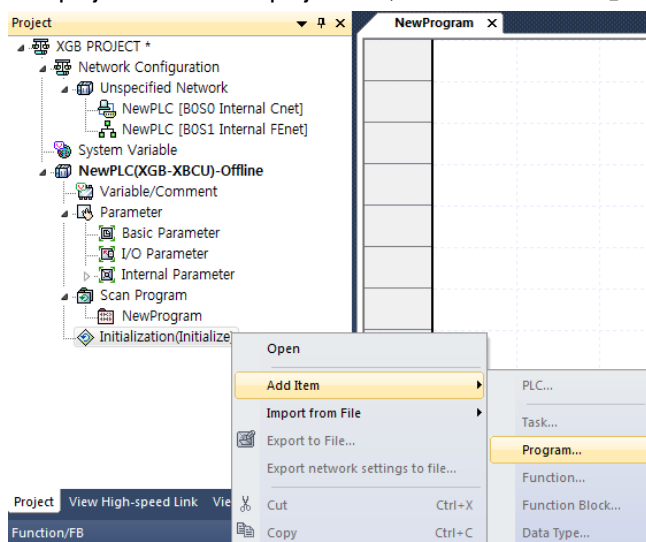 Project
NewProgram
XGB PROJECT *
Network Configuration
Unspecified Network
NewPLC [B0S0 Internal Cnet]
NewPLC [B0S1 Internal FEnet]
System Variable
NewPLC(XGB-XBCU)-Offline
Variable/Comment
Parameter
Basic Parameter
I/O Parameter
Internal Parameter
Scan Program
NewProgram
Initialization(Initialize)
Open
Add Item
PLC...
Import from File
Task...
Export to File...
Program...
Export network settings to file...
Function...
Project View High-speed Link Vie
Cut Ctrl+X
Function Block...
Function/FB
Copy Ctrl+C
Data Type...